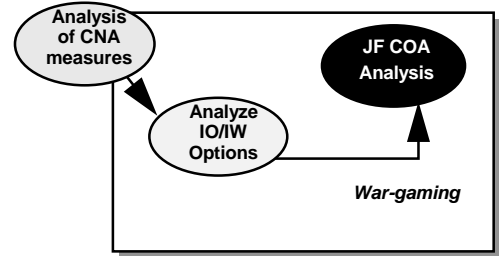 Analysis
of CNA
measures
JF COA
Analysis
Analyze
IO/IW
Options
War-gaming